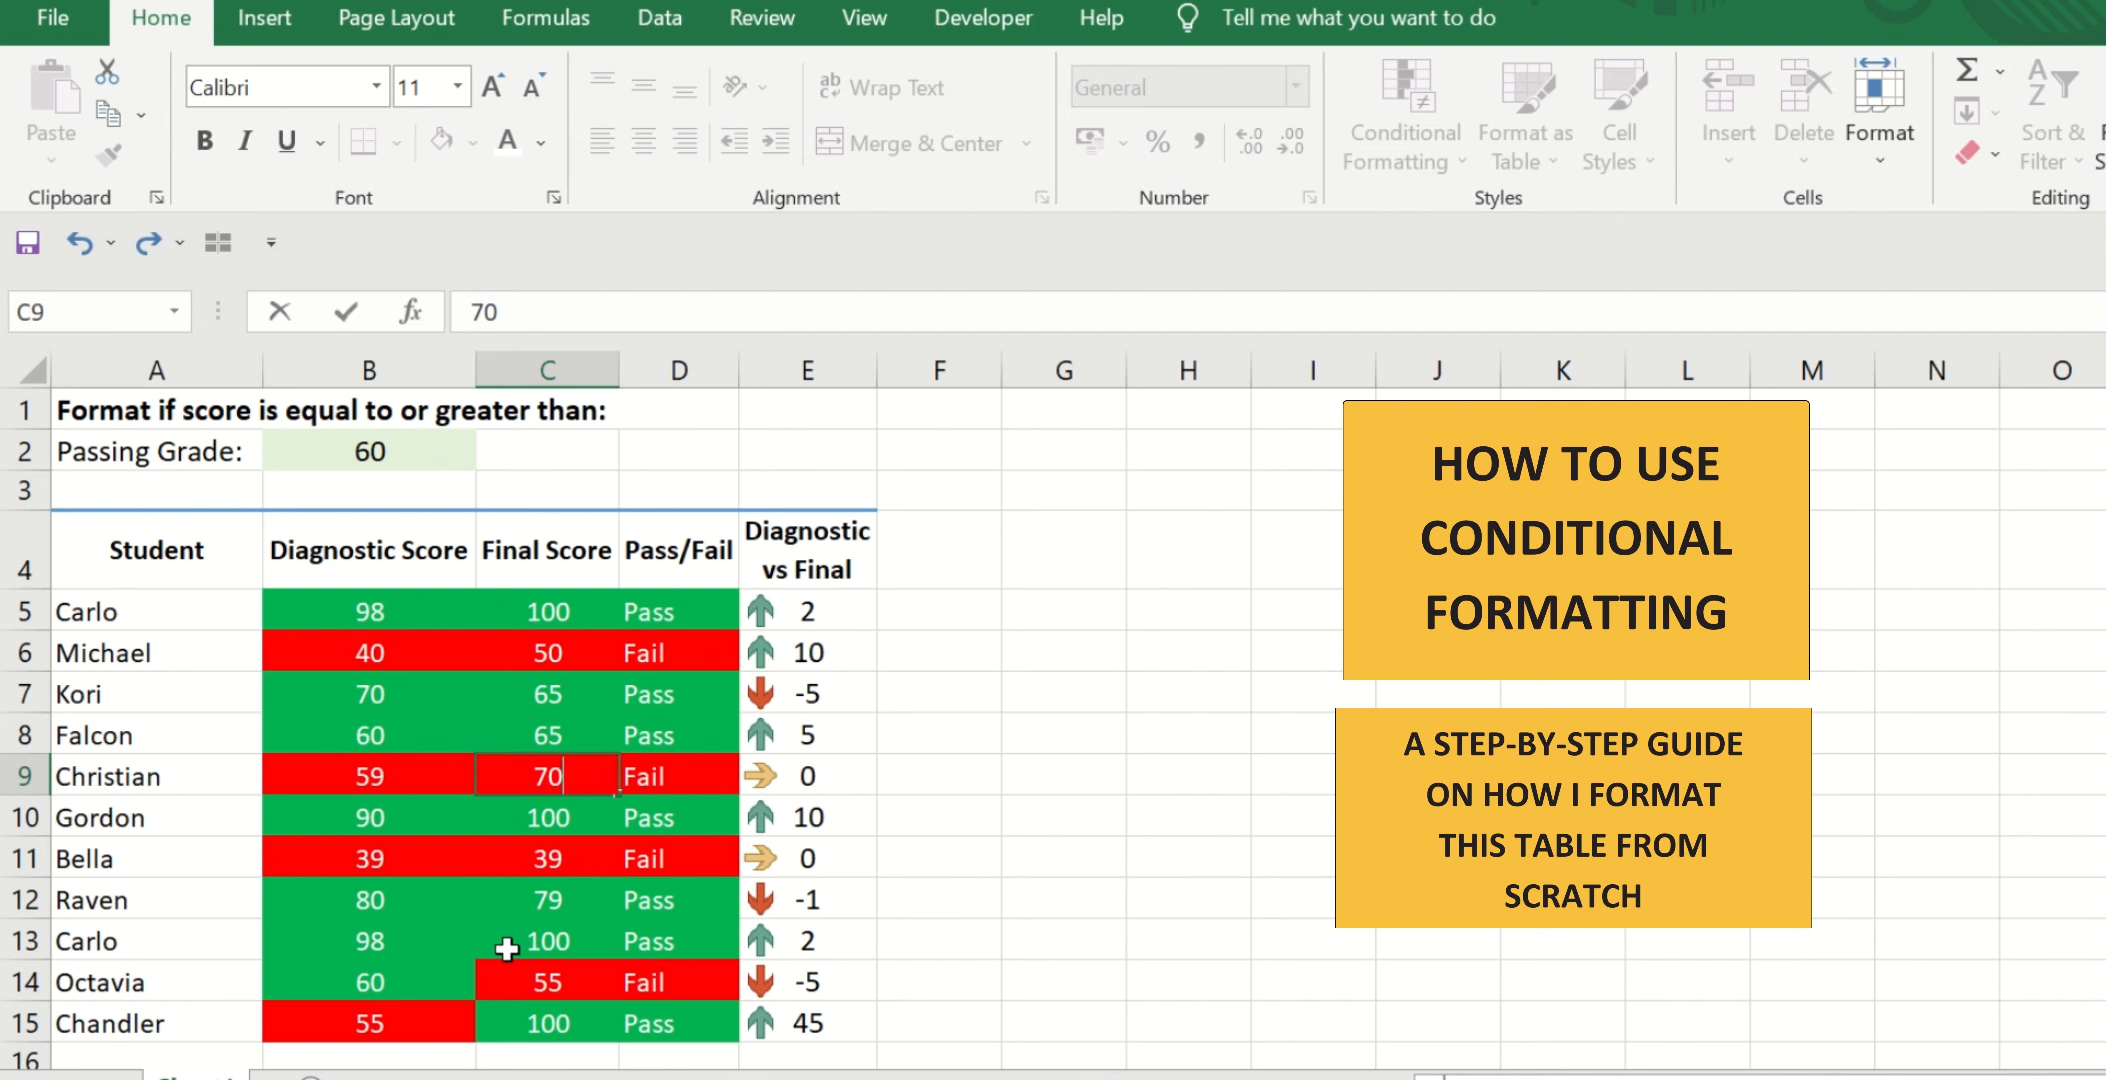 File Home Insert Page Layout Formulas Data Review View Developer Help Tell me what you want to do
Calibri 11 A A ab Wrap Text General
Paste B I U A Merge & Center % , .00 .00 Conditional Formatting Format as Table Cell Styles Insert Delete Format Σ A Z Sort & Filter
Clipboard Font Alignment Number Styles Cells Editing
C9 fx 70
A B C D E F G H I J K L M N O
1 Format if score is equal to or greater than:
2 Passing Grade: 60
3
4 Student Diagnostic Score Final Score Pass/Fail Diagnostic vs Final
5 Carlo 98 100 Pass 2
6 Michael 40 50 Fail 10
7 Kori 70 65 Pass -5
8 Falcon 60 65 Pass 5
9 Christian 59 70 Fail 0
10 Gordon 90 100 Pass 10
11 Bella 39 39 Fail 0
12 Raven 80 79 Pass -1
13 Carlo 98 100 Pass 2
14 Octavia 60 55 Fail -5
15 Chandler 55 100 Pass 45
16
HOW TO USE
CONDITIONAL
FORMATTING
A STEP-BY-STEP GUIDE
ON HOW I FORMAT
THIS TABLE FROM
SCRATCH